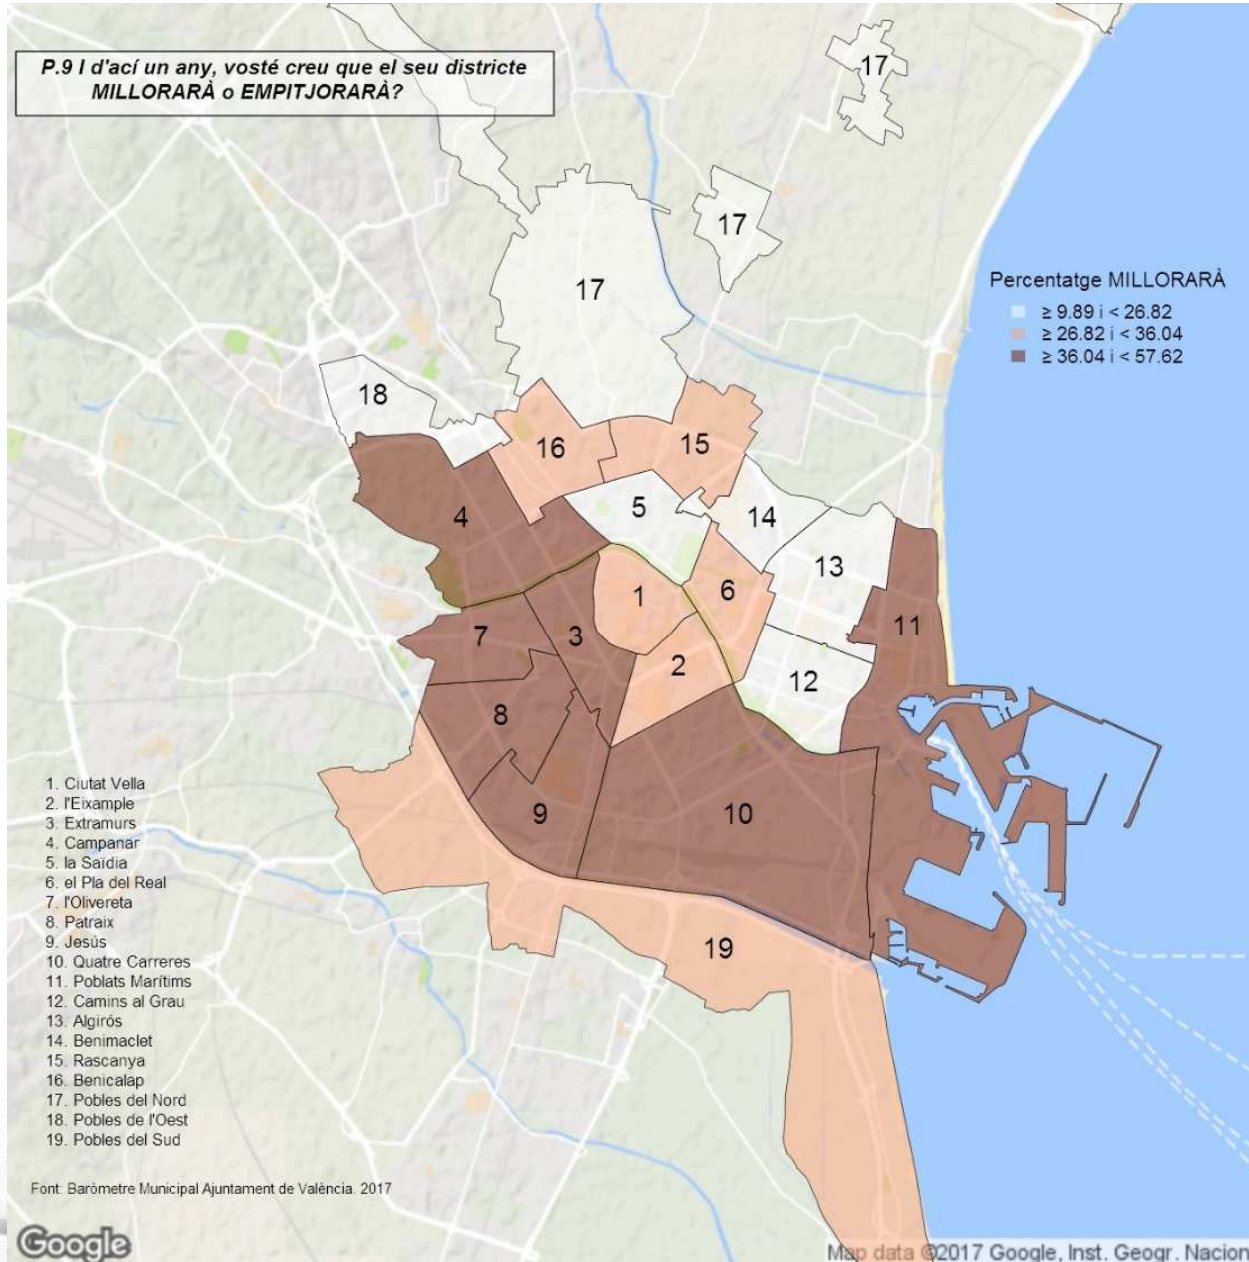 P.9 I d'ací un any, vosté creu que el seu districte
MILLORARÀ o EMPITJORARÀ?
17
17
17
Percentatge MILLORARÀ
≥ 9.89 i < 26.82
≥ 26.82 i < 36.04
≥ 36.04 i < 57.62
18
16
15
4
5
14
13
1
6
7
3
11
2
12
8
9
10
19
1. Ciutat Vella
2. l'Eixample
3. Extramurs
4. Campanar
5. la Saïdia
6. el Pla del Real
7. l'Olivereta
8. Patraix
9. Jesús
10. Quatre Carreres
11. Poblats Marítims
12. Camins al Grau
13. Algirós
14. Benimaclet
15. Rascanya
16. Benicalap
17. Pobles del Nord
18. Pobles de l'Oest
19. Pobles del Sud
Font: Baròmetre Municipal Ajuntament de València. 2017
Google
Map data ©2017 Google, Inst. Geogr. Nacion